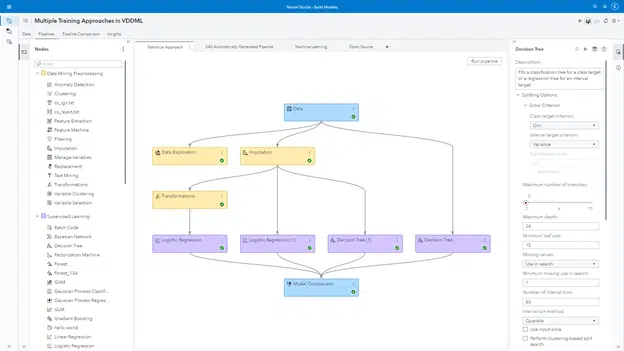 Model Studio - Build Models
Multiple Training Approaches in VDDML
Data
Pipelines
Pipeline Comparison
Insights
Nodes
Filter
Data Mining Preprocessing
Anomaly Detection
Clustering
cs_ign.txt
cs_reject.txt
Feature Extraction
Feature Machine
Filtering
Imputation
Manage Variables
Replacement
Text Mining
Transformations
Variable Clustering
Variable Selection
Supervised Learning
Batch Code
Bayesian Network
Decision Tree
Factorization Machine
Forest
Forest_134
GAM
Gaussian Process Classifi...
Gaussian Process Regres...
GLM
Gradient Boosting
hello-world
Linear Regression
Logistic Regression
Statistical Approach
SAS Automatically-Generated Pipeline
Machine Learning
Open Source
Run pipeline
Data
Data Exploration
Imputation
Transformations
Logistic Regression
Logistic Regression (1)
Decision Tree (1)
Decision Tree
Model Comparison
Decision Tree
Description:
Fits a classification tree for a class target
or a regression tree for an interval
target.
Splitting Options
Grow Criterion
Class target criterion:
Gini
Interval target criterion:
Variance
Significance level:
0.2
Bonferroni
Maximum number of branches:
2
2
6
10
Maximum depth:
24
Minimum leaf size:
15
Missing values:
Use in search
Minimum missing use in search:
1
Number of interval bins:
Interval bin method:
Quantile
Use input once
Perform clustering-based split
search